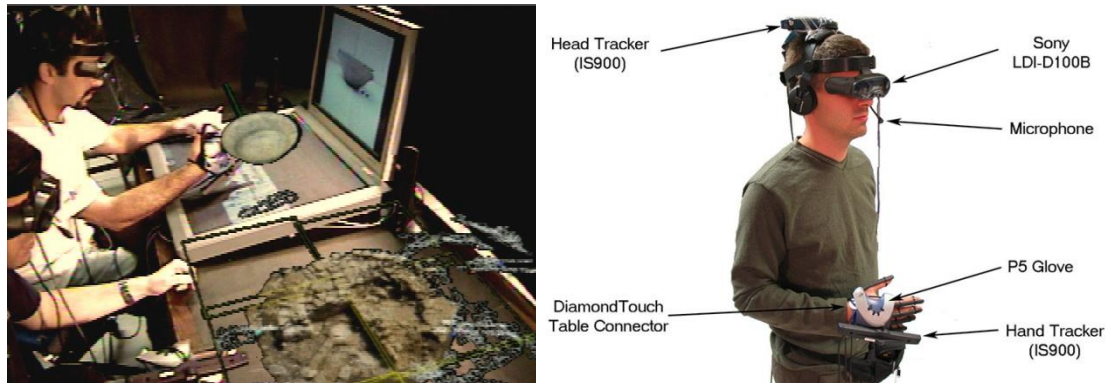 Head Tracker
(IS900)
Sony
LDI-D100B
Microphone
P5 Glove
DiamondTouch
Table Connector
Hand Tracker
(IS900)